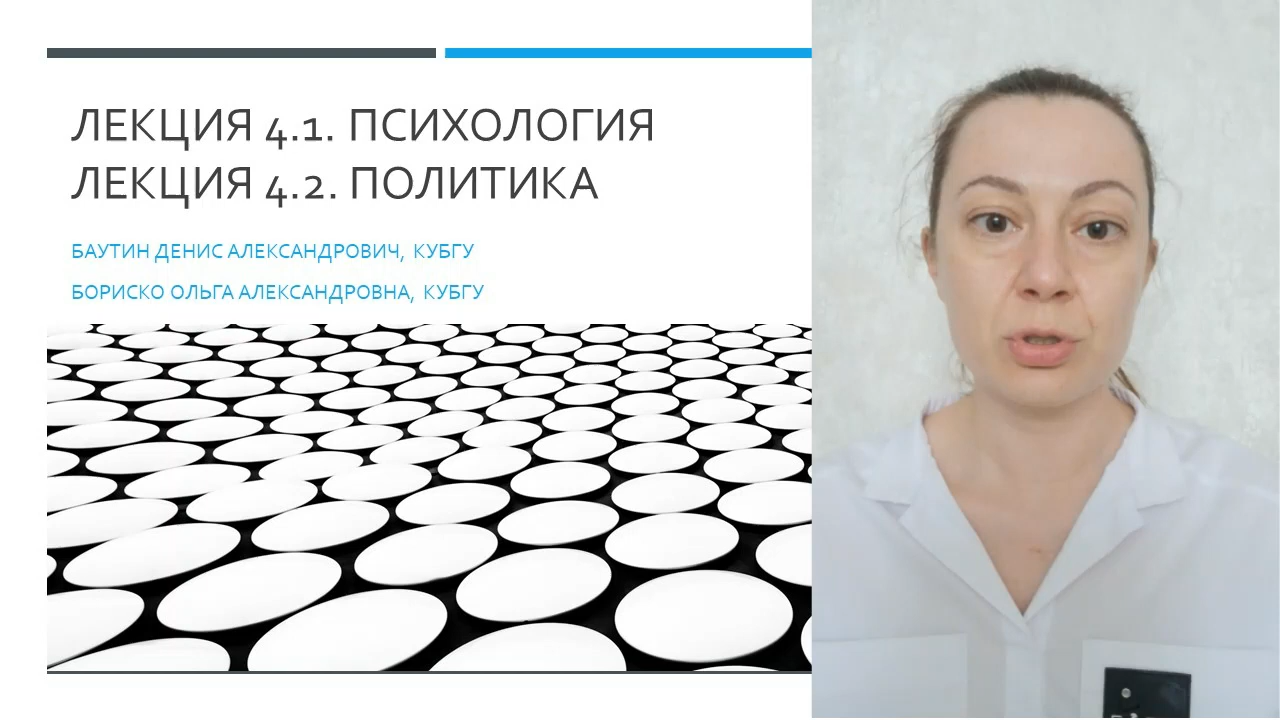 ЛЕКЦИЯ 4.1. ПСИХОЛОГИЯ
ЛЕКЦИЯ 4.2. ПОЛИТИКА
БАУТИН ДЕНИС АЛЕКСАНДРОВИЧ, КУБГУ
БОРИСКО ОЛЬГА АЛЕКСАНДРОВНА, КУБГУ